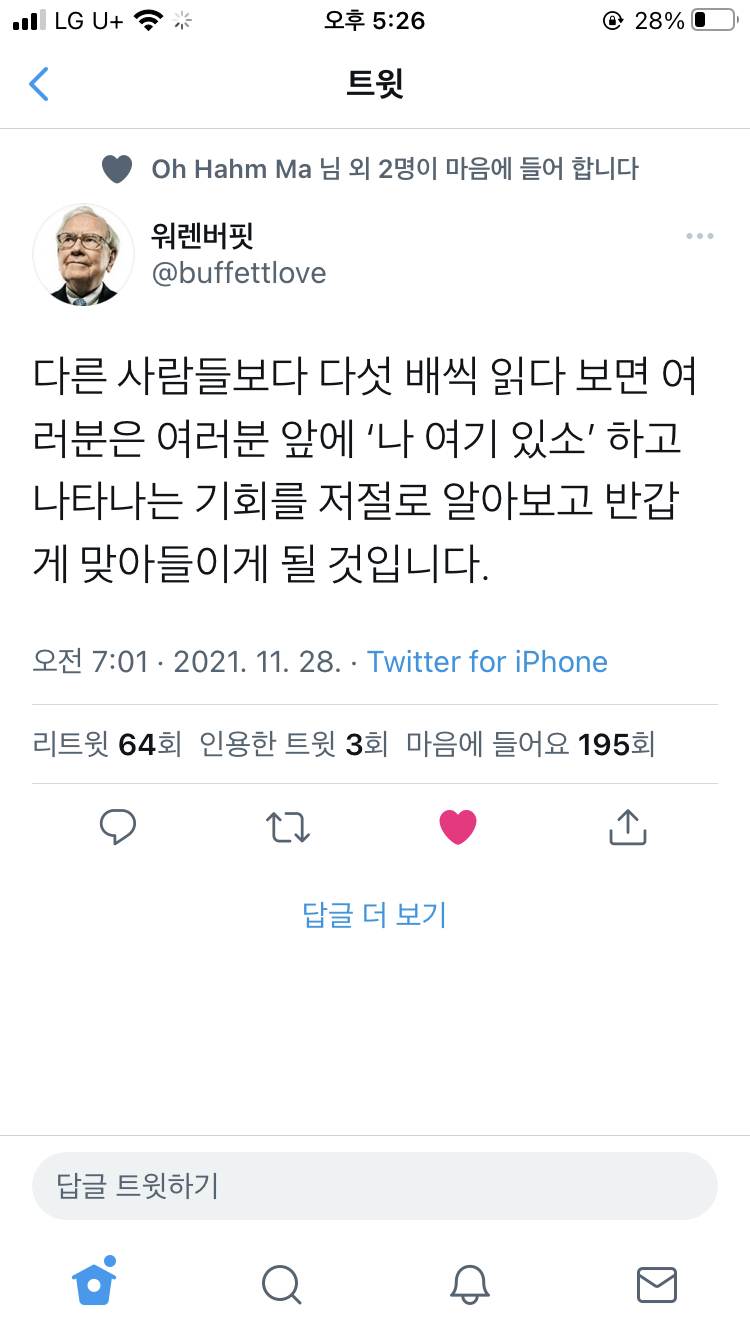 LG U+ 오후 5:26 28%
트윗
Oh Hahm Ma 님 외 2명이 마음에 들어 합니다
워렌버핏
@buffettlove
다른 사람들보다 다섯 배씩 읽다 보면 여
러분은 여러분 앞에 ‘나 여기 있소’ 하고
나타나는 기회를 저절로 알아보고 반갑
게 맞아들이게 될 것입니다.
오전 7:01 · 2021. 11. 28. · Twitter for iPhone
리트윗 64회 인용한 트윗 3회 마음에 들어요 195회
답글 더 보기
답글 트윗하기